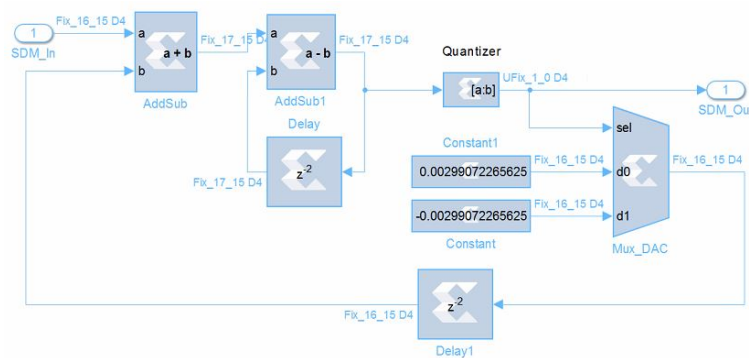 1
SDM_In
Fix_16_15 D4
a
b
a + b
AddSub
Fix_17_15 D4
a
b
a - b
AddSub1
Fix_17_15 D4
Delay
z-2
Fix_17_15 D4
Quantizer
[a:b]
UFix_1_0 D4
1
SDM_Ou
Constant1
0.00299072265625
Fix_16_15 D4
-0.00299072265625
Fix_16_15 D4
Constant
sel
d0
d1
Mux_DAC
Fix_16_15 D4
Fix_16_15 D4
z-2
Delay1